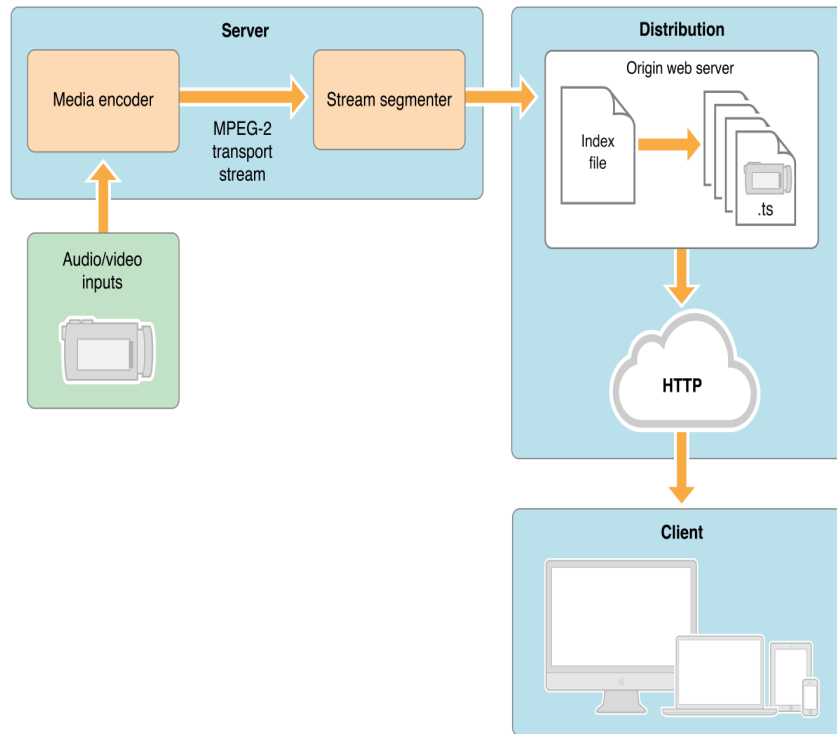 Server
Media encoder
MPEG-2
transport
stream
Stream segmenter
Audio/video
inputs
Distribution
Origin web server
Index
file
.ts
HTTP
Client